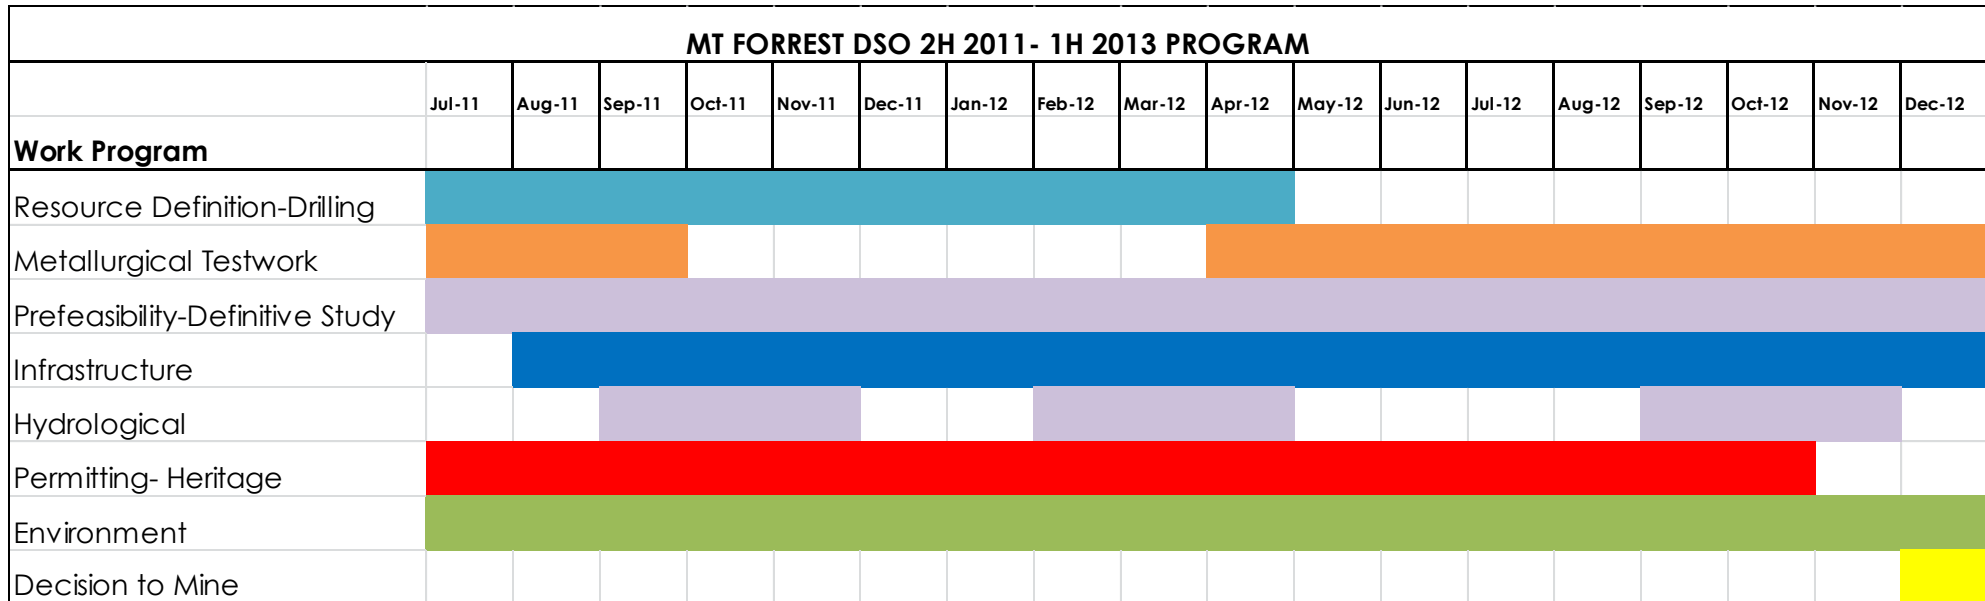 MT FORREST DSO 2H 2011- 1H 2013 PROGRAM
Jul-11 Aug-11 Sep-11 Oct-11 Nov-11 Dec-11 Jan-12 Feb-12 Mar-12 Apr-12 May-12 Jun-12 Jul-12 Aug-12 Sep-12 Oct-12 Nov-12 Dec-12
Work Program
Resource Definition-Drilling
Metallurgical Testwork
Prefeasibility-Definitive Study
Infrastructure
Hydrological
Permitting- Heritage
Environment
Decision to Mine